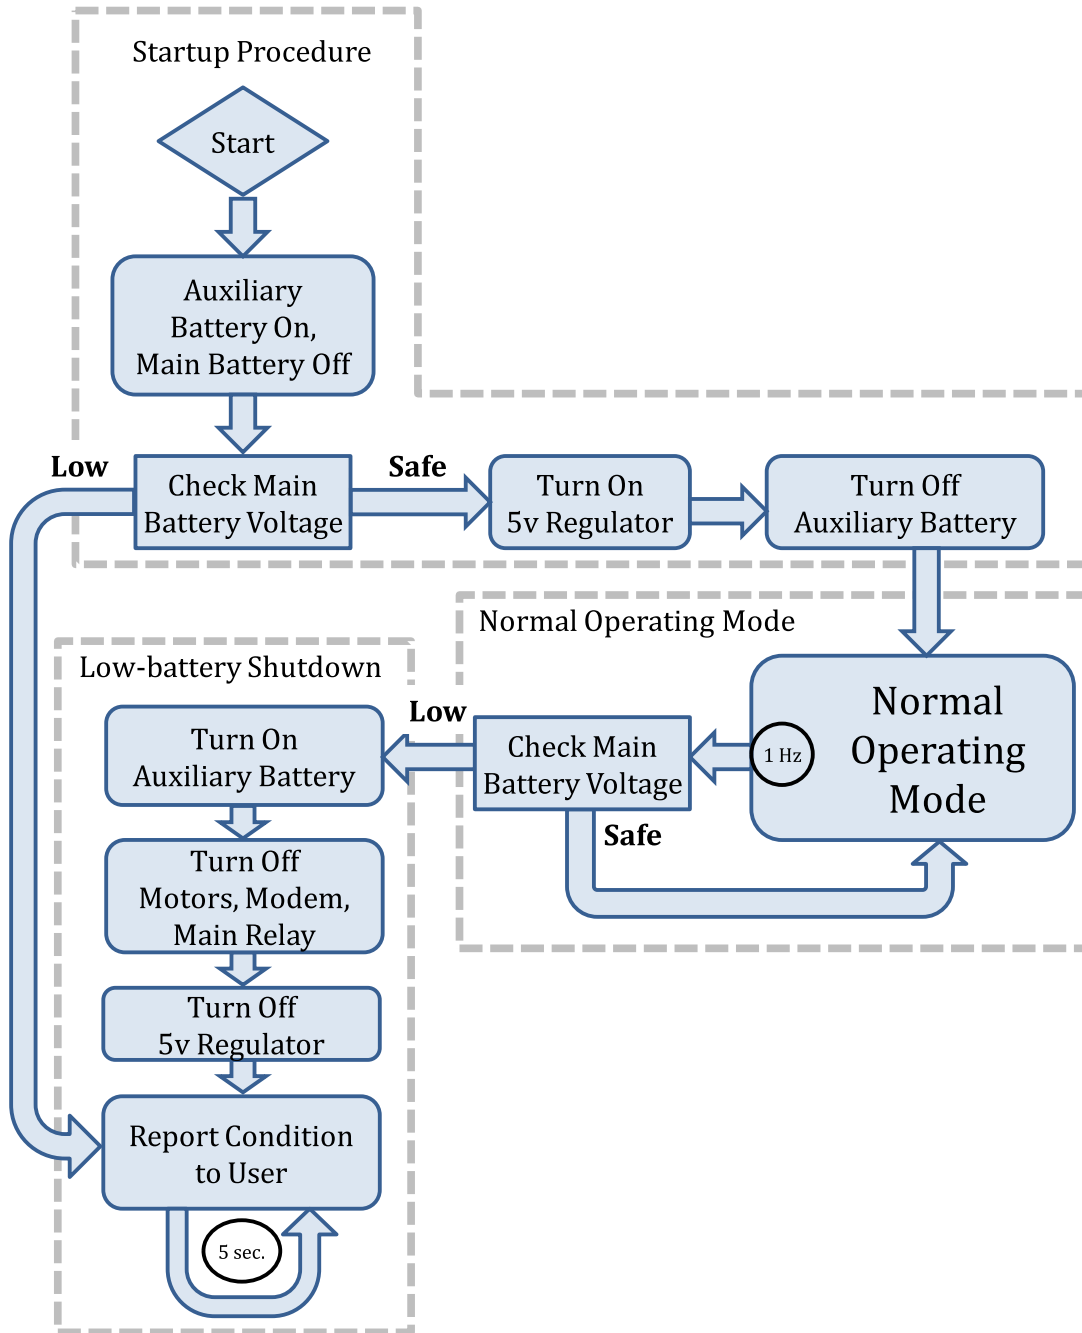 Startup Procedure
Start
Auxiliary
Battery On,
Main Battery Off
Low
Check Main
Battery Voltage
Safe
Turn On
5v Regulator
Turn Off
Auxiliary Battery
Normal Operating Mode
Normal
Operating
Mode
1 Hz
Check Main
Battery Voltage
Safe
Low
Low-battery Shutdown
Turn On
Auxiliary Battery
Turn Off
Motors, Modem,
Main Relay
Turn Off
5v Regulator
Report Condition
to User
5 sec.